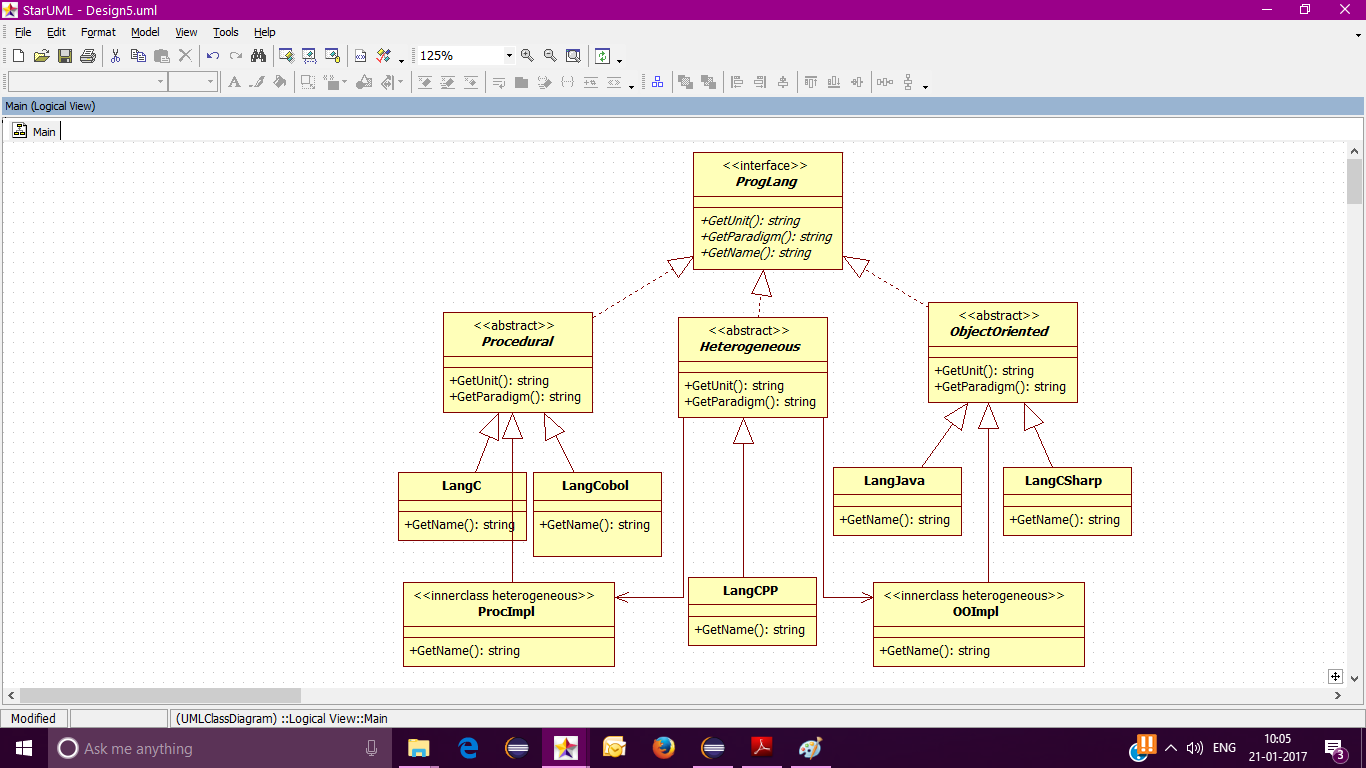 StarUML - Design5.uml
File Edit Format Model View Tools Help
125%
Main (Logical View)
Main
<<interface>>
ProgLang
+GetUnit(): string
+GetParadigm(): string
+GetName(): string
<<abstract>>
Procedural
+GetUnit(): string
+GetParadigm(): string
<<abstract>>
Heterogeneous
+GetUnit(): string
+GetParadigm(): string
<<abstract>>
ObjectOriented
+GetUnit(): string
+GetParadigm(): string
LangC
+GetName(): string
LangCobol
+GetName(): string
LangJava
+GetName(): string
LangCSharp
+GetName(): string
<<innerclass heterogeneous>>
ProcImpl
+GetName(): string
LangCPP
+GetName(): string
<<innerclass heterogeneous>>
OOImpl
+GetName(): string
Modified
(UMLClassDiagram) ::Logical View::Main
Ask me anything
ENG
10:05
21-01-2017
3